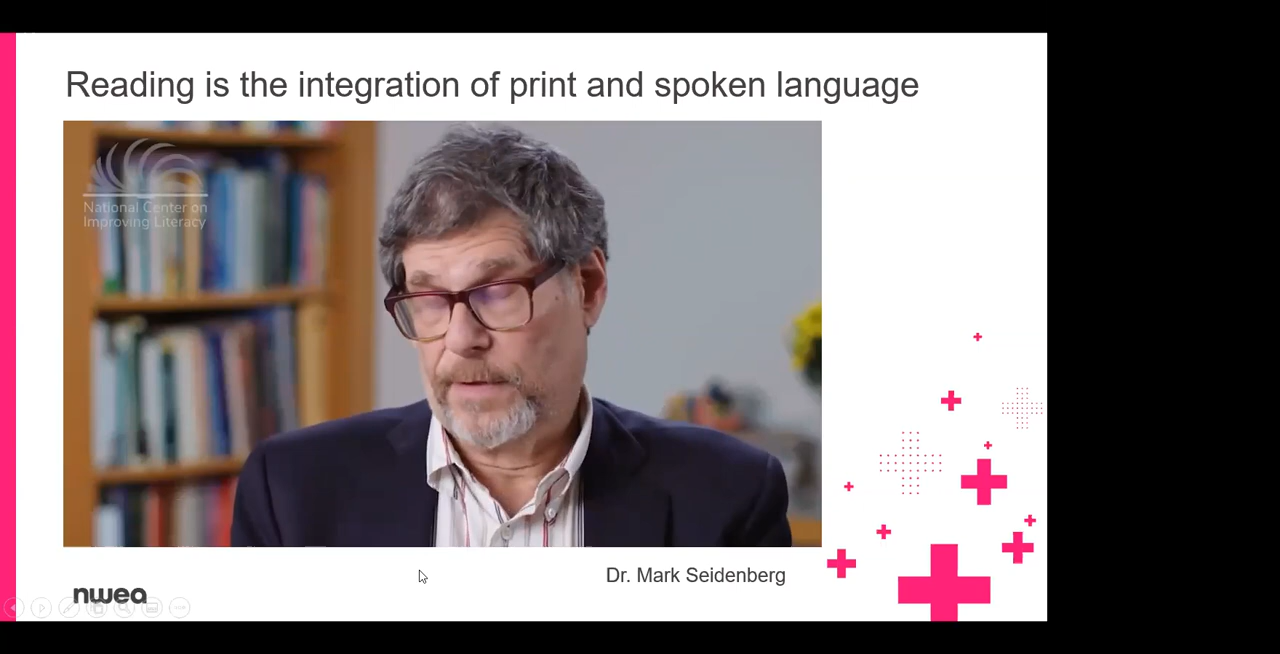 Reading is the integration of print and spoken language
National Center on
Improving Literacy
Dr. Mark Seidenberg
nwea